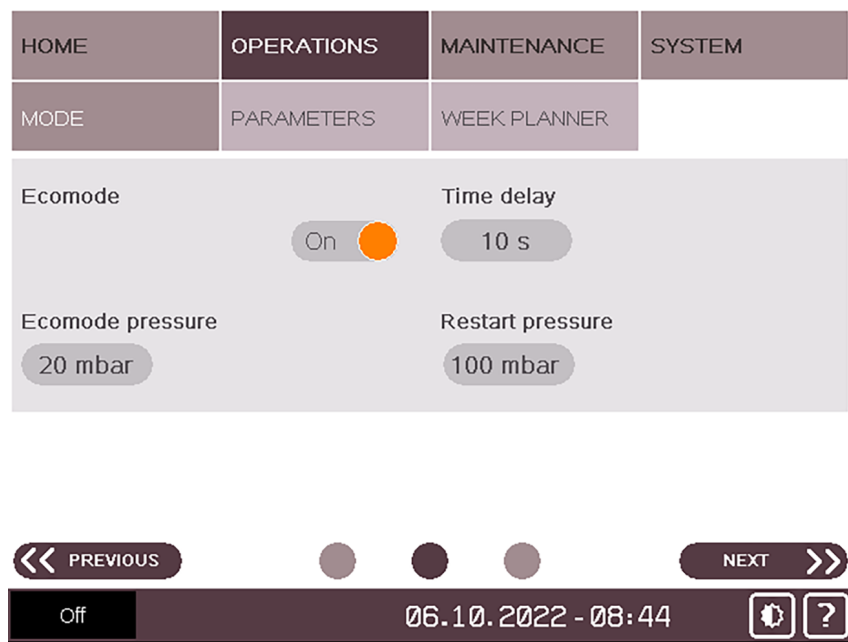 HOME OPERATIONS MAINTENANCE SYSTEM
MODE PARAMETERS WEEK PLANNER
Ecomode Time delay
On 10 s
Ecomode pressure Restart pressure
20 mbar 100 mbar
PREVIOUS NEXT
Off 06.10.2022 - 08:44 ?